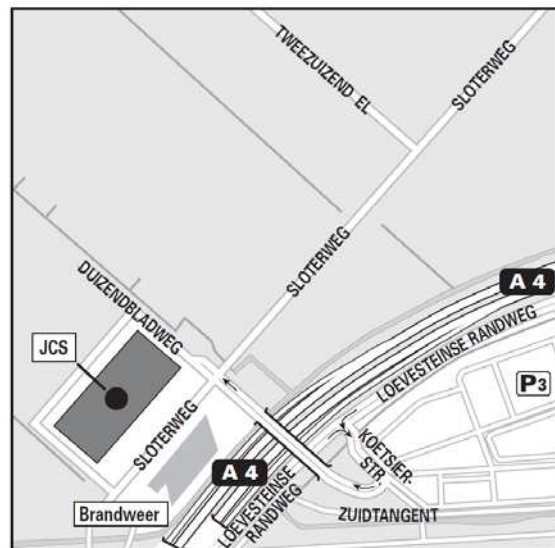 TWEEZUIZEND EL
SLOTERWEG
SLOTERWEG
A 4
DUIZENDBLADWEG
LOEVESTEINSE RANDWEG
JCS
P3
SLOTERWEG
KOETSIER-
STR
A 4
LOEVESTEINSE
RANDWEG
Brandweer
ZUIDTANGENT